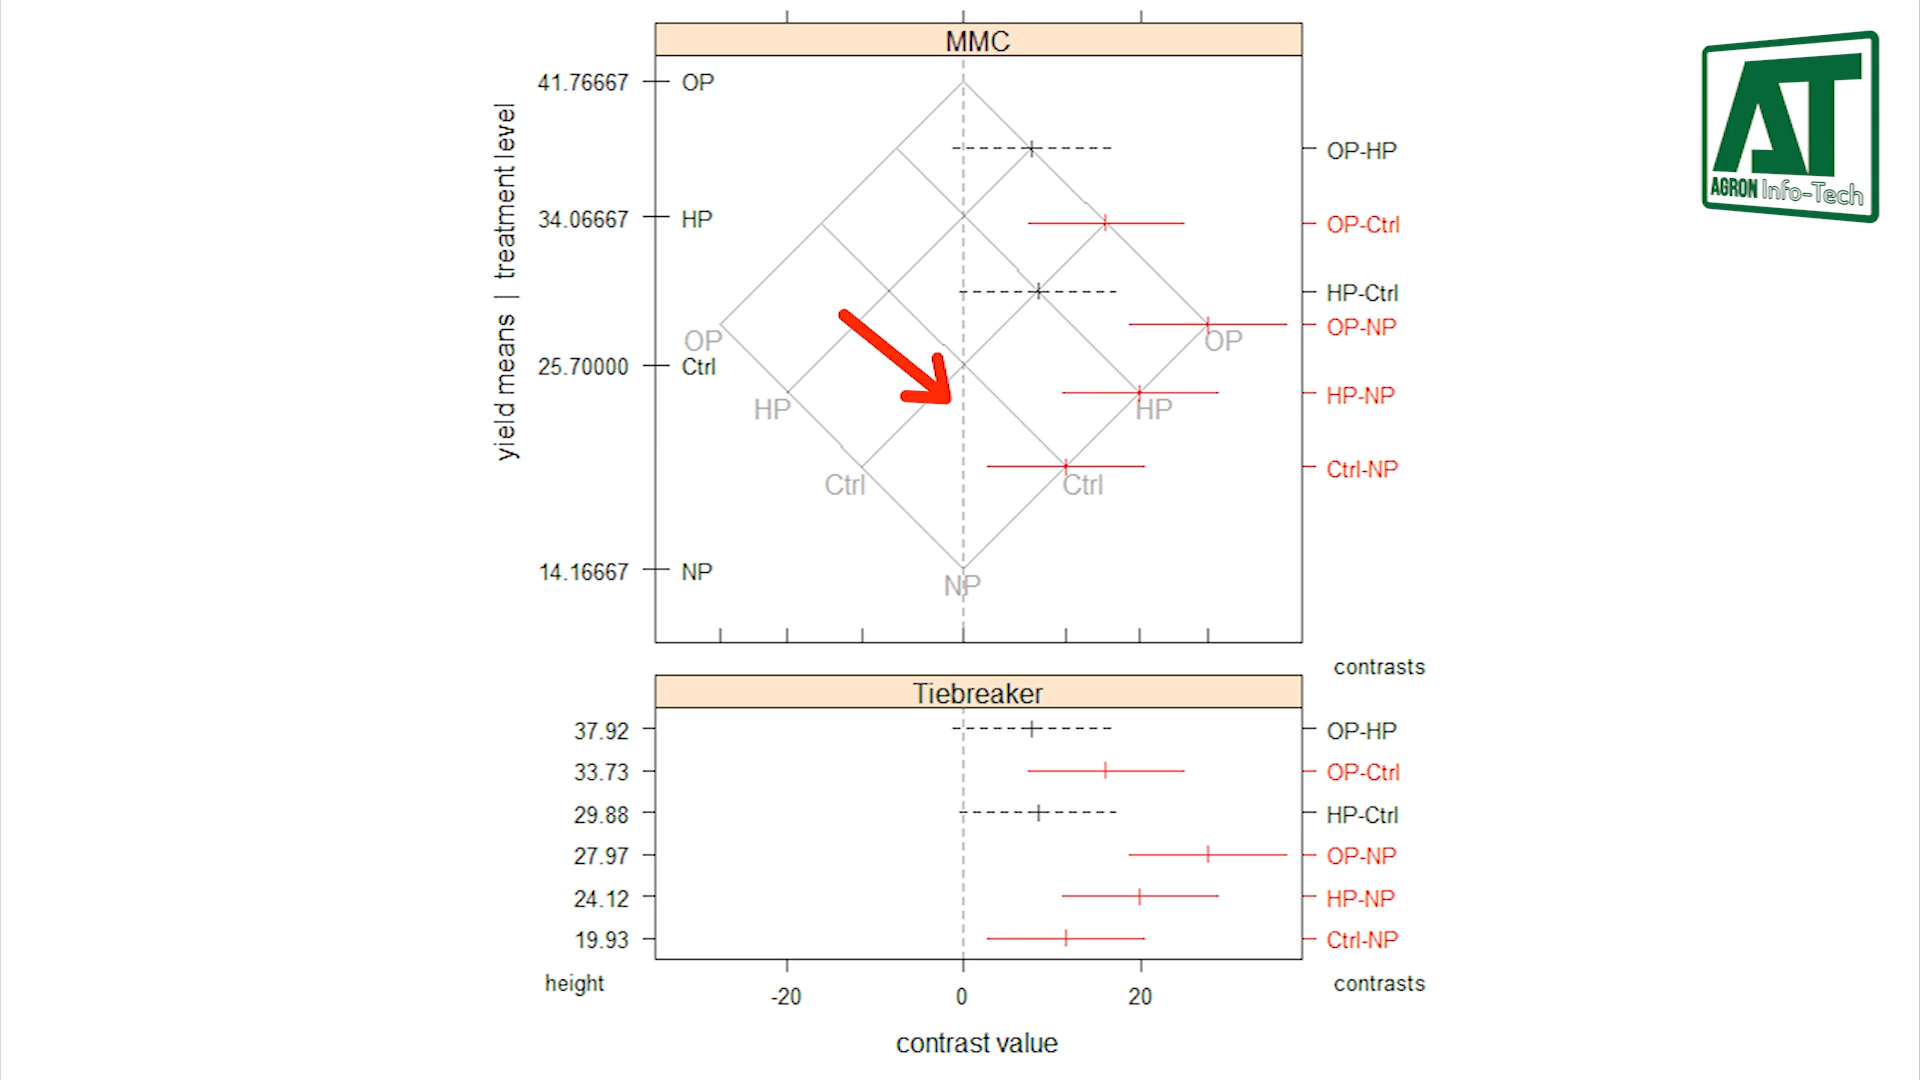 MMC
41.76667 OP
34.06667 HP
25.70000 Ctrl
14.16667 NP
yield means | treatment level
OP
HP
Ctrl
NP
OP
HP
Ctrl
OP-HP
OP-Ctrl
HP-Ctrl
OP-NP
HP-NP
Ctrl-NP
contrasts
Tiebreaker
37.92 OP-HP
33.73 OP-Ctrl
29.88 HP-Ctrl
27.97 OP-NP
24.12 HP-NP
19.93 Ctrl-NP
height contrasts
-20 0 20
contrast value
AT
AGRON Info-Tech